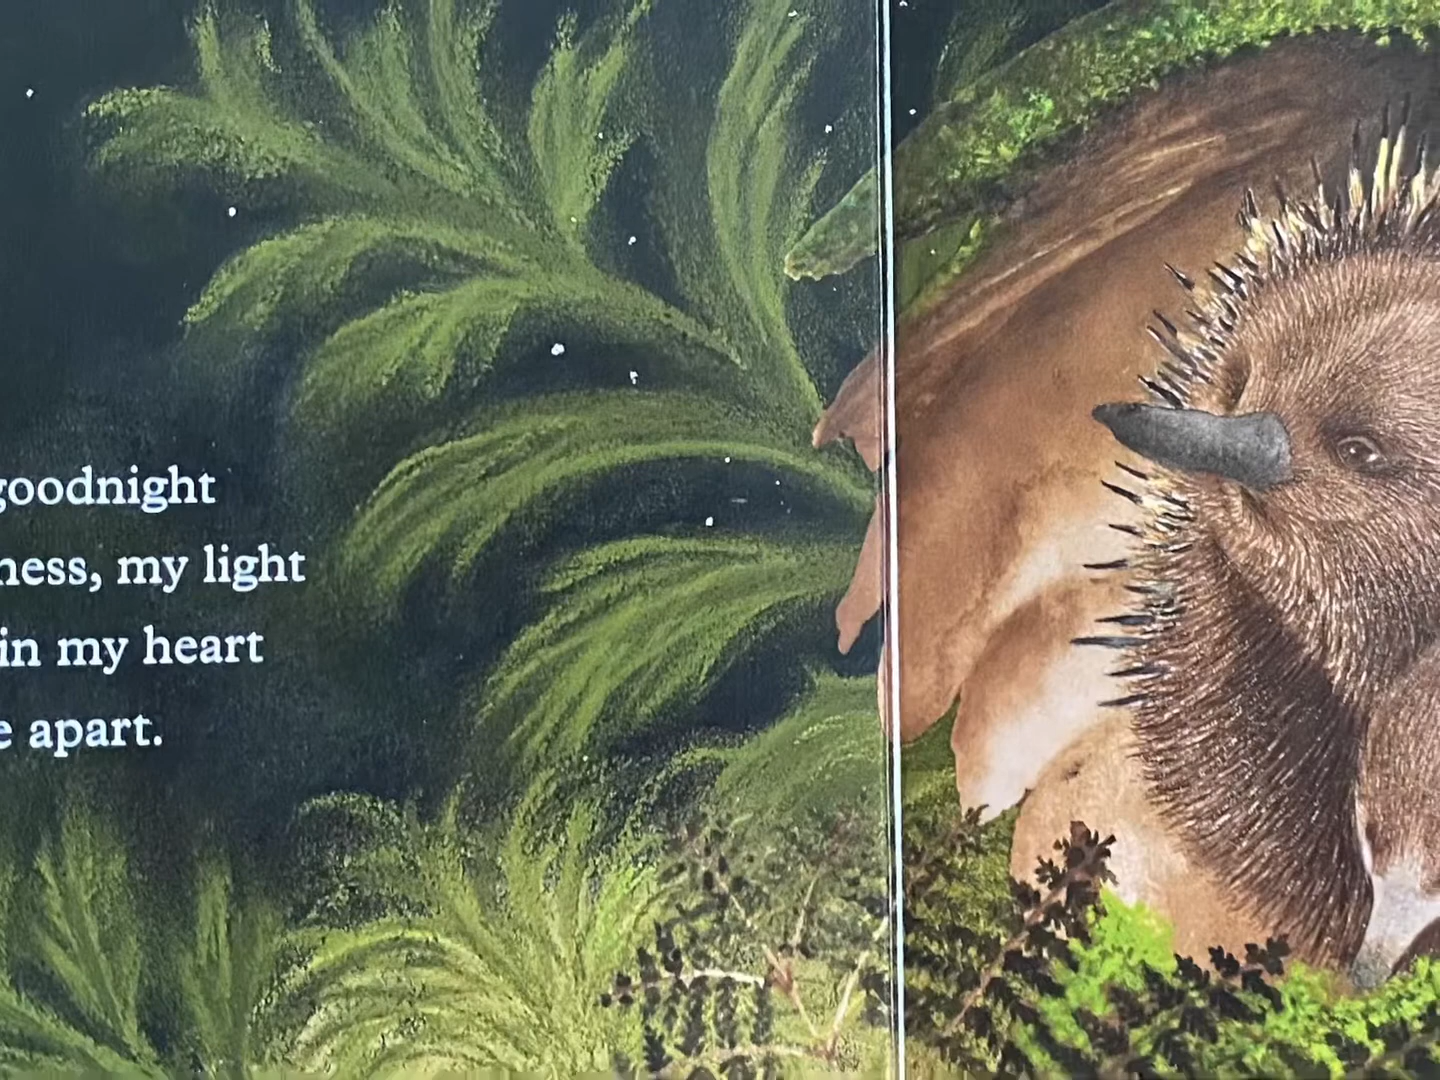 goodnight
ness, my light
in my heart
e apart.